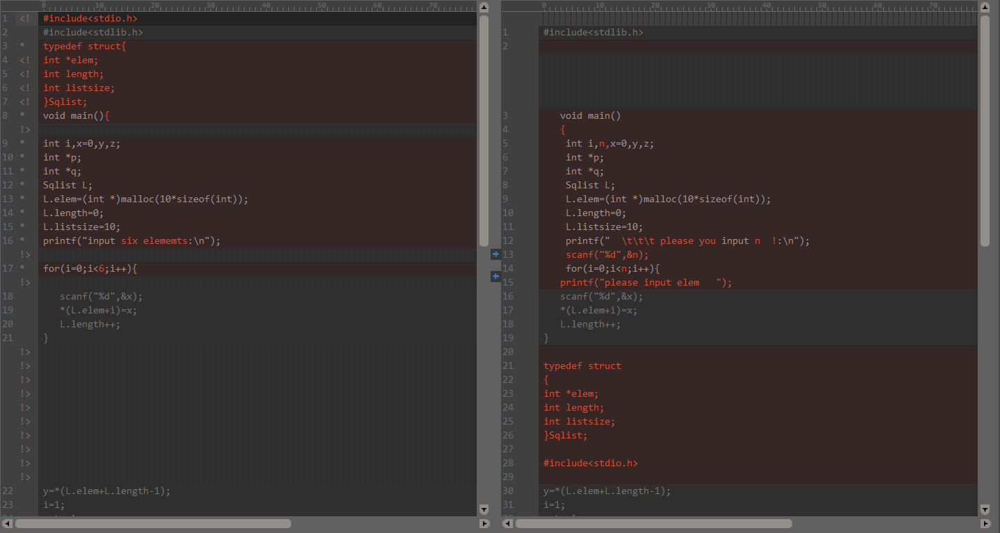 0 10 20 30 40 50 60 70
1 <! #include<stdio.h>
2 #include<stdlib.h>
3 * typedef struct{
4 <! int *elem;
5 <! int length;
6 <! int listsize;
7 <! }Sqlist;
8 * void main(){
!>
9 * int i,x=0,y,z;
10 * int *p;
11 * int *q;
12 * Sqlist L;
13 * L.elem=(int *)malloc(10*sizeof(int));
14 * L.length=0;
15 * L.listsize=10;
16 * printf("input six elememts:\n");
!>
17 * for(i=0;i<6;i++){
!>
18 scanf("%d",&x);
19 *(L.elem+i)=x;
20 L.length++;
21 }
!>
!>
!>
!>
!>
!>
!>
!>
!>
!>
22 y=*(L.elem+L.length-1);
23 i=1;
0 10 20 30 40 50 60 70
1 #include<stdlib.h>
2
3 void main()
4 {
5 int i,n,x=0,y,z;
6 int *p;
7 int *q;
8 Sqlist L;
9 L.elem=(int *)malloc(10*sizeof(int));
10 L.length=0;
11 L.listsize=10;
12 printf("  \t\t\t please you input n  !:\n");
13 scanf("%d",&n);
14 for(i=0;i<n;i++){
15 printf("please input elem   ");
16 scanf("%d",&x);
17 *(L.elem+i)=x;
18 L.length++;
19 }
20
21 typedef struct
22 {
23 int *elem;
24 int length;
25 int listsize;
26 }Sqlist;
27
28 #include<stdio.h>
29
30 y=*(L.elem+L.length-1);
31 i=1;